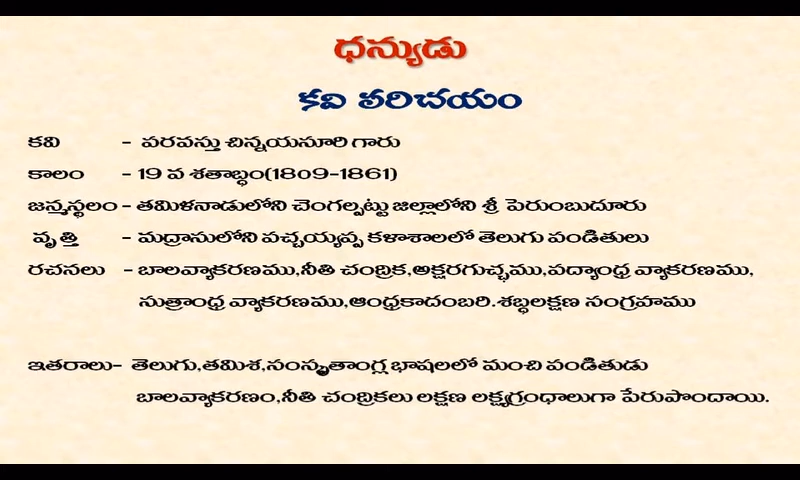 ధన్యుడు
కవి పరిచయం
కవి - పరవస్తు చిన్నయసూరి గారు
కాలం - 19 వ శతాబ్ధం(1809-1861)
జన్మస్థలం - తమిళనాడులోని చెంగల్పట్టు జిల్లాలోని శ్రీ పెరుంబుదూరు
వృత్తి - మద్రాసులోని పచ్చయ్యప్ప కళాశాలలో తెలుగు పండితులు
రచనలు - బాలవ్యాకరణము,నీతి చంద్రిక,అక్షరగుచ్ఛము,పద్యాంధ్ర వ్యాకరణము,
సుత్రాంధ్ర వ్యాకరణము,ఆంధ్రకాదంబరి.శబ్ధలక్షణ సంగ్రహము
ఇతరాలు- తెలుగు,తమిళ,సంస్కృతాంగ్ల భాషలలో మంచి పండితుడు
బాలవ్యాకరణం,నీతి చంద్రికలు లక్షణ లక్ష్యగ్రంధాలుగా పేరుపొందాయి.